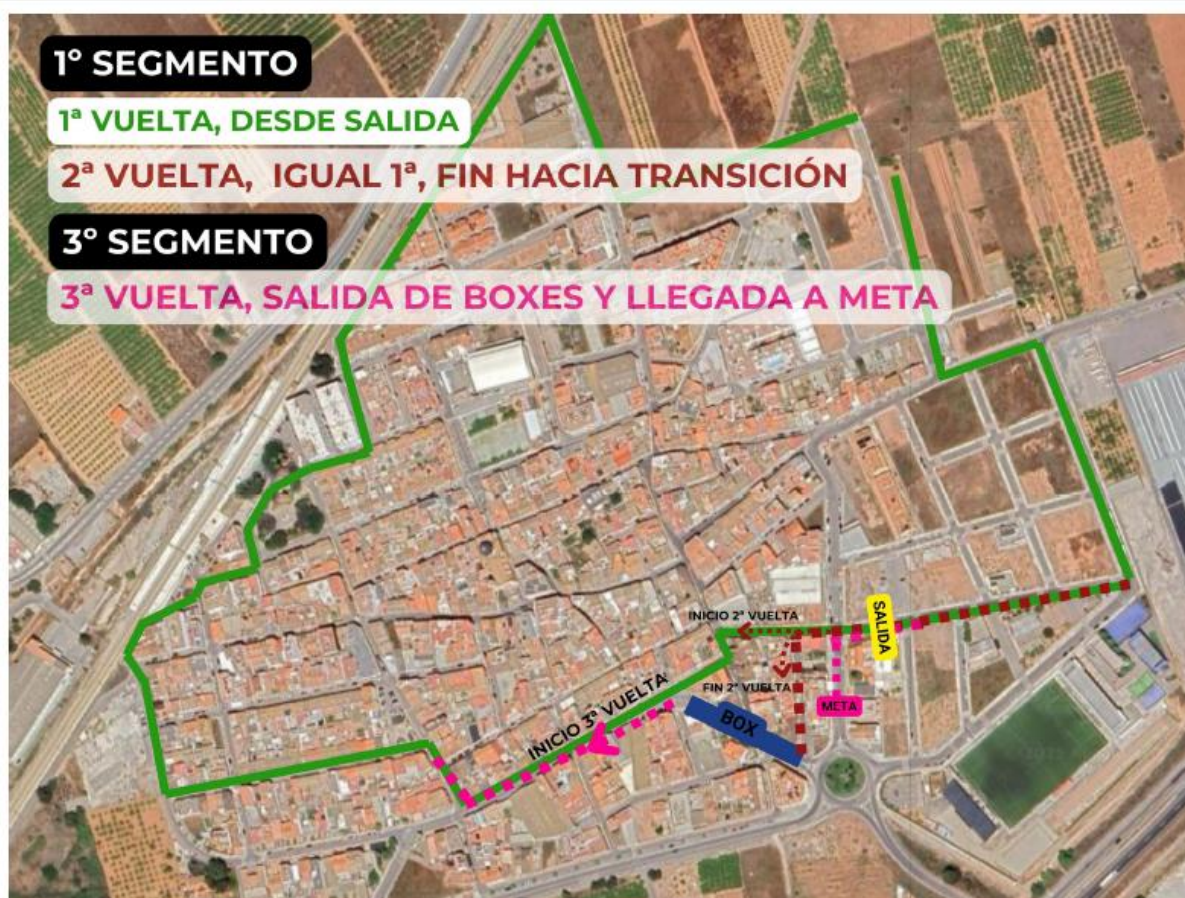 1º SEGMENTO
1ª VUELTA, DESDE SALIDA
2ª VUELTA, IGUAL 1ª, FIN HACIA TRANSICIÓN
3º SEGMENTO
3ª VUELTA, SALIDA DE BOXES Y LLEGADA A META
INICIO 2ª VUELTA
SALIDA
FIN 2ª VUELTA
META
INICIO 3ª VUELTA
BOX